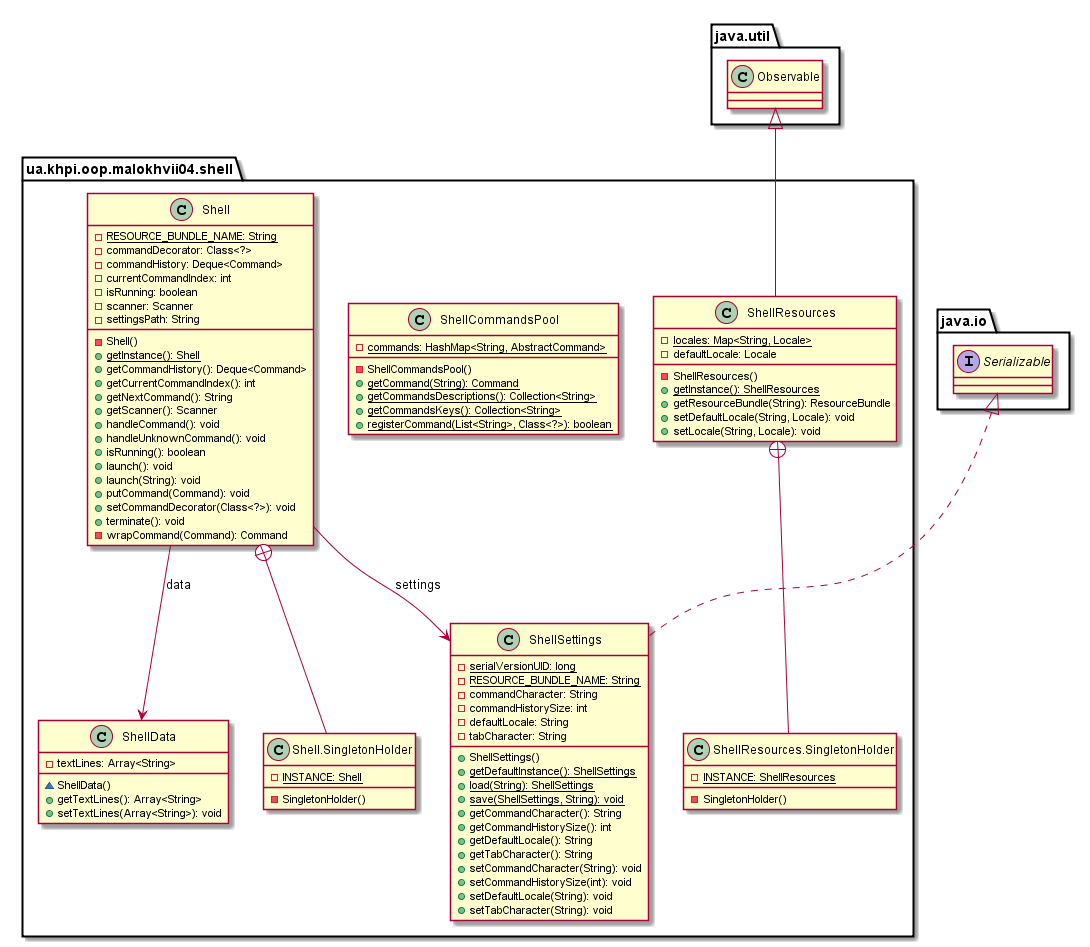 java.util
C Observable
ua.khpi.oop.malokhvii04.shell
C Shell
RESOURCE_BUNDLE_NAME: String
commandDecorator: Class<?>
commandHistory: Deque<Command>
currentCommandIndex: int
isRunning: boolean
scanner: Scanner
settingsPath: String
Shell()
getInstance(): Shell
getCommandHistory(): Deque<Command>
getCurrentCommandIndex(): int
getNextCommand(): String
getScanner(): Scanner
handleCommand(): void
handleUnknownCommand(): void
isRunning(): boolean
launch(): void
launch(String): void
putCommand(Command): void
setCommandDecorator(Class<?>): void
terminate(): void
wrapCommand(Command): Command
C ShellCommandsPool
commands: HashMap<String, AbstractCommand>
ShellCommandsPool()
getCommand(String): Command
getCommandsDescriptions(): Collection<String>
getCommandsKeys(): Collection<String>
registerCommand(List<String>, Class<?>): boolean
C ShellResources
locales: Map<String, Locale>
defaultLocale: Locale
ShellResources()
getInstance(): ShellResources
getResourceBundle(String): ResourceBundle
setDefaultLocale(String, Locale): void
setLocale(String, Locale): void
java.io
I Serializable
data
settings
C ShellData
textLines: Array<String>
ShellData()
getTextLines(): Array<String>
setTextLines(Array<String>): void
C Shell.SingletonHolder
INSTANCE: Shell
SingletonHolder()
C ShellSettings
serialVersionUID: long
RESOURCE_BUNDLE_NAME: String
commandCharacter: String
commandHistorySize: int
defaultLocale: String
tabCharacter: String
ShellSettings()
getDefaultInstance(): ShellSettings
load(String): ShellSettings
save(ShellSettings, String): void
getCommandCharacter(): String
getCommandHistorySize(): int
getDefaultLocale(): String
getTabCharacter(): String
setCommandCharacter(String): void
setCommandHistorySize(int): void
setDefaultLocale(String): void
setTabCharacter(String): void
C ShellResources.SingletonHolder
INSTANCE: ShellResources
SingletonHolder()